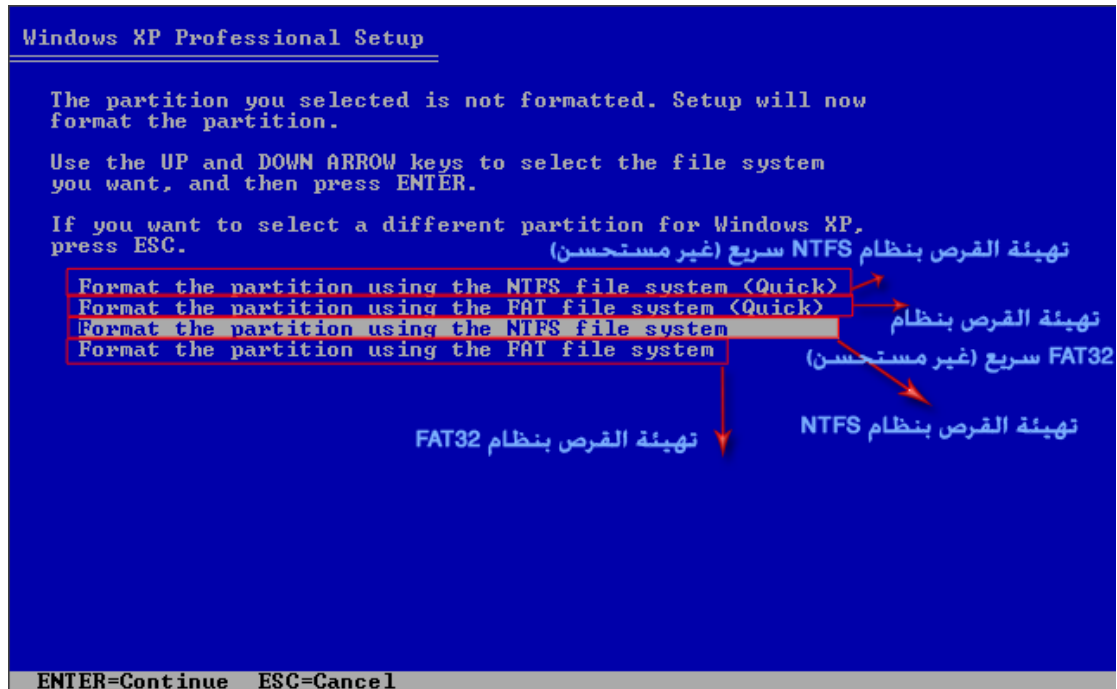 Windows XP Professional Setup
The partition you selected is not formatted. Setup will now
format the partition.
Use the UP and DOWN ARROW keys to select the file system
you want, and then press ENTER.
If you want to select a different partition for Windows XP,
press ESC.
تهيئة القرص بنظام NTFS سريع (غير مستحسن)
Format the partition using the NTFS file system (Quick)
Format the partition using the FAT file system (Quick)
تهيئة القرص بنظام
FAT32 سريع (غير مستحسن)
Format the partition using the NTFS file system
Format the partition using the FAT file system
تهيئة القرص بنظام NTFS
تهيئة القرص بنظام FAT32
ENTER=Continue ESC=Cancel